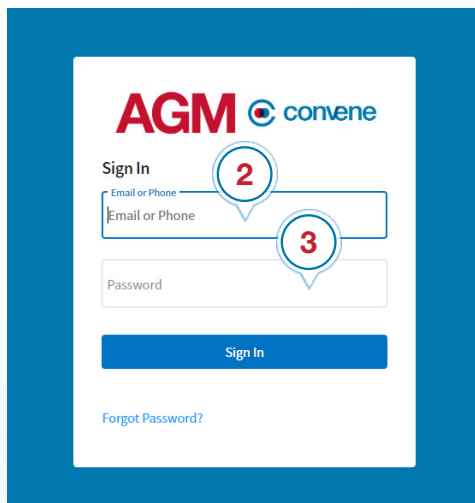 AGM convene
Sign In
2
Email or Phone
Email or Phone
3
Password
Sign In
Forgot Password?